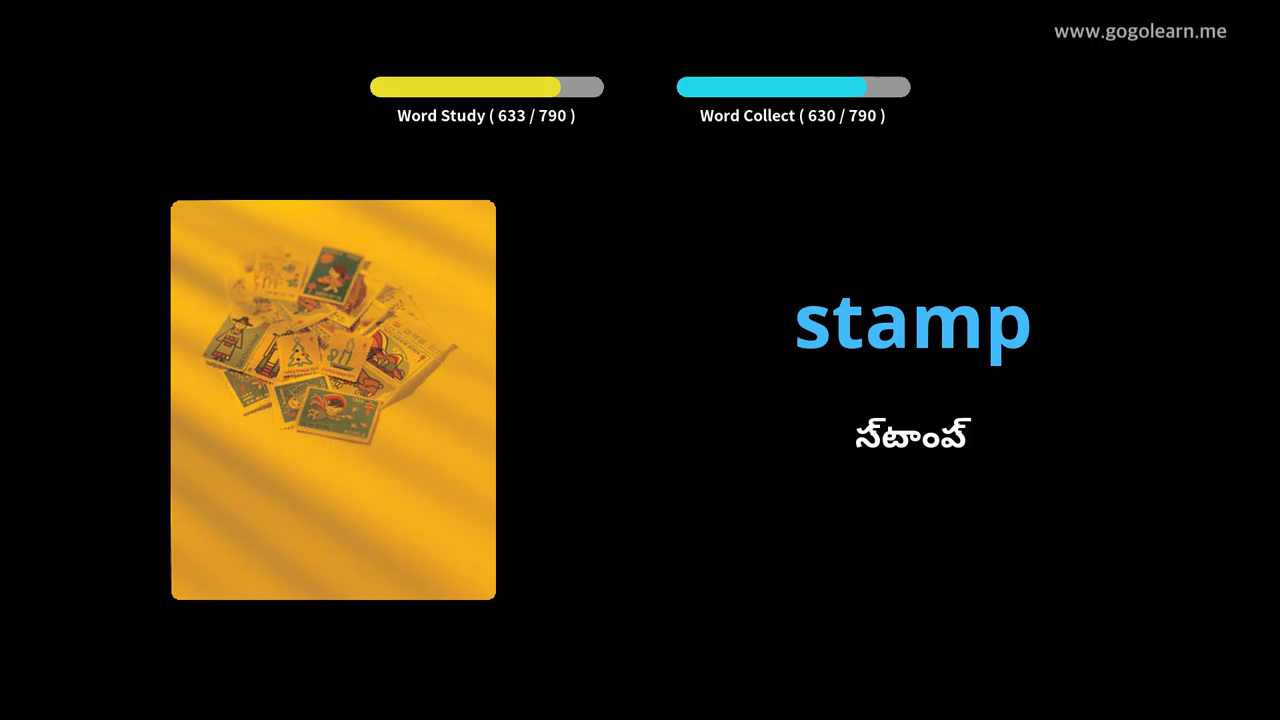 www.gogolearn.me
Word Study ( 633 / 790 )
Word Collect ( 630 / 790 )
stamp
స్‌టాంప్